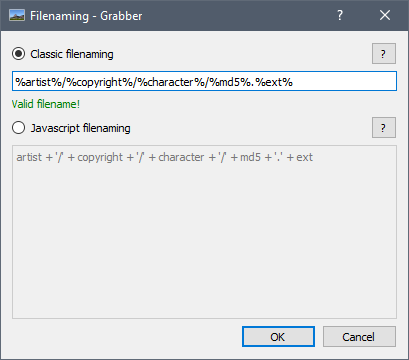 Filenaming - Grabber
?
Classic filenaming
?
%artist%/%copyright%/%character%/%md5%.%ext%
Valid filename!
Javascript filenaming
?
artist + '/' + copyright + '/' + character + '/' + md5 + '.' + ext
OK
Cancel